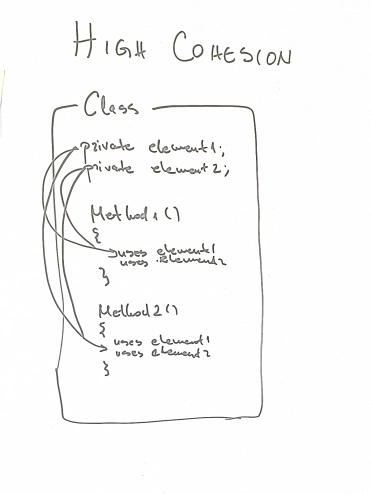 HIGH COHESION
Class
private element1;
private element2;
Method1()
{
uses element1
uses element2
}
Method2()
{
uses element1
uses element2
}